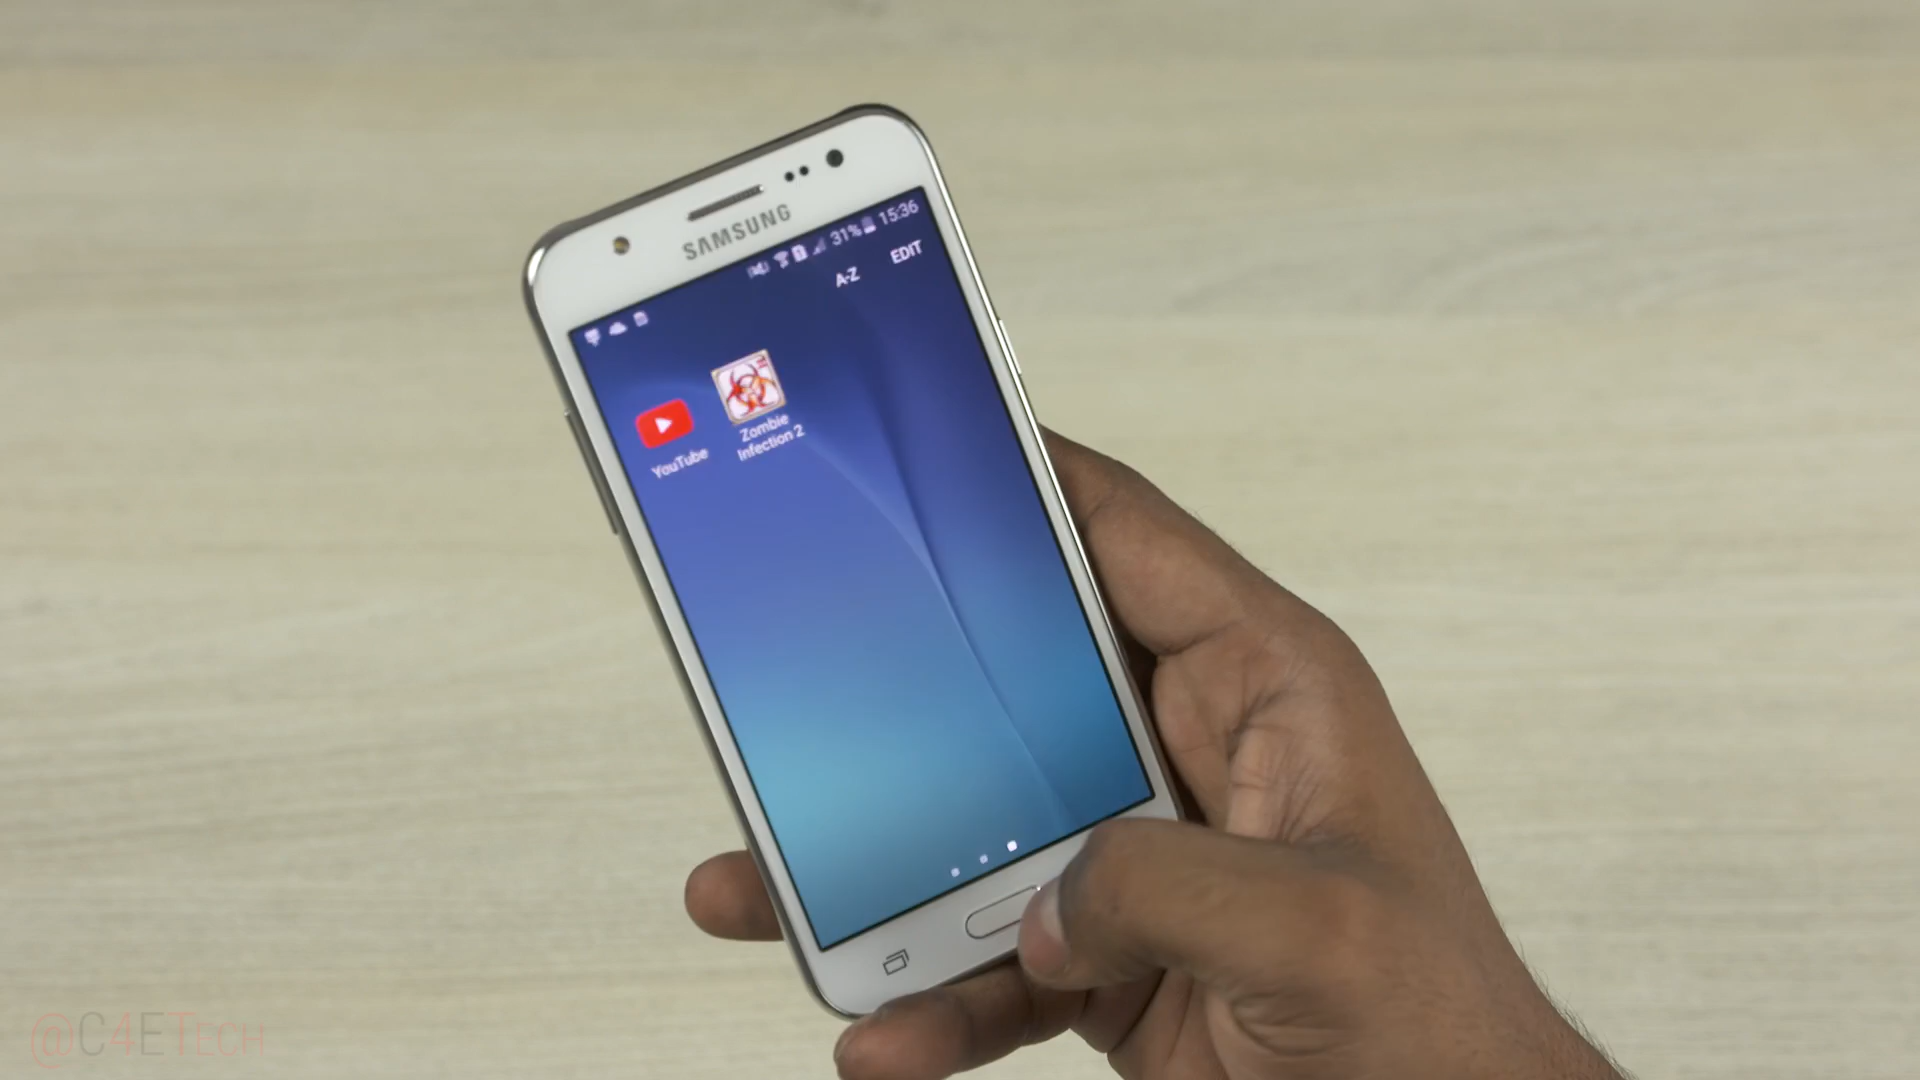 SAMSUNG
31% 15:36
A-Z EDIT
YouTube
Zombie
Infection 2
@C4ETECH